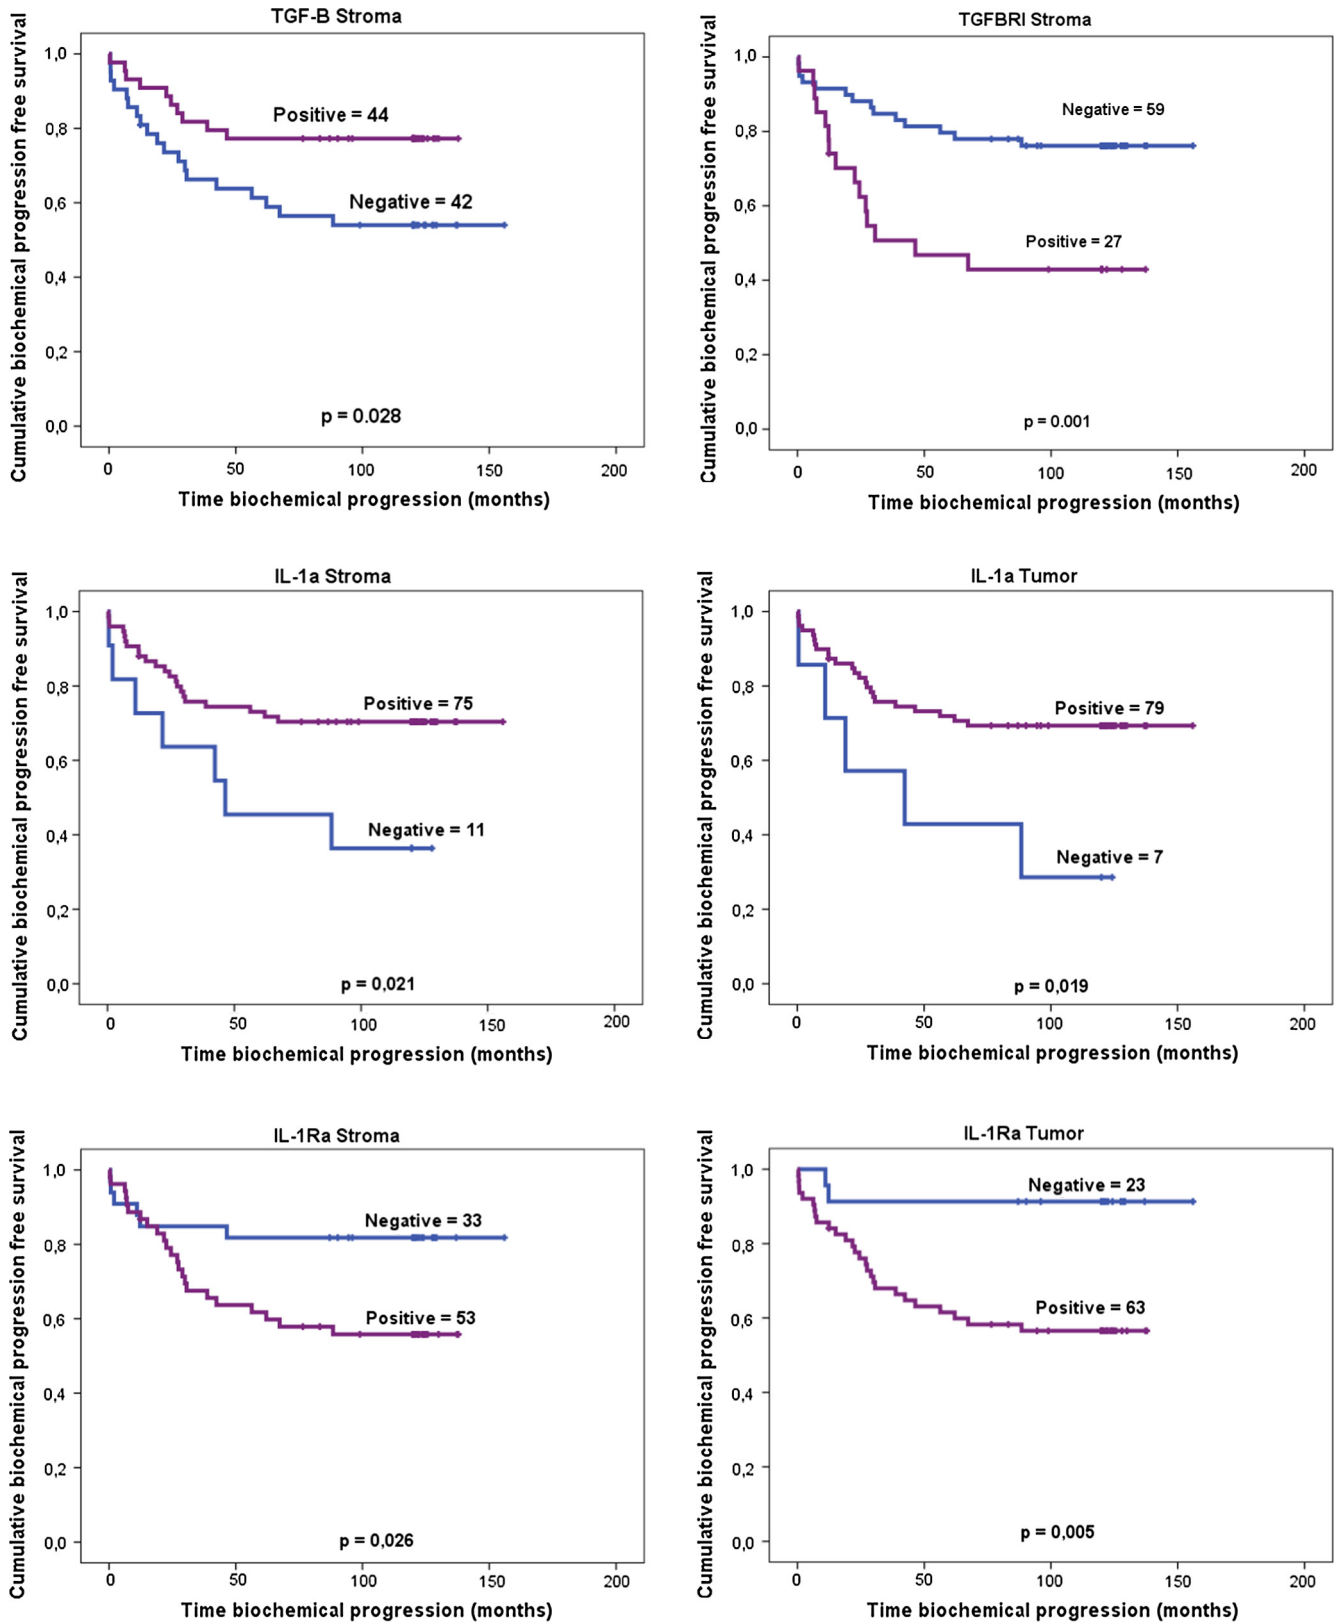 TGF-B Stroma
Cumulative biochemical progression free survival
1,0
0,8
0,6
0,4
0,2
0,0
Positive = 44
Negative = 42
p = 0.028
0 50 100 150 200
Time biochemical progression (months)
TGFBRI Stroma
Cumulative biochemical progression free survival
1,0
0,8
0,6
0,4
0,2
0,0
Negative = 59
Positive = 27
p = 0.001
0 50 100 150 200
Time biochemical progression (months)
IL-1a Stroma
Cumulative biochemical progression free survival
1,0
0,8
0,6
0,4
0,2
0,0
Positive = 75
Negative = 11
p = 0,021
0 50 100 150 200
Time biochemical progression (months)
IL-1a Tumor
Cumulative biochemical progression free survival
1,0
0,8
0,6
0,4
0,2
0,0
Positive = 79
Negative = 7
p = 0,019
0 50 100 150 200
Time biochemical progression (months)
IL-1Ra Stroma
Cumulative biochemical progression free survival
1,0
0,8
0,6
0,4
0,2
0,0
Negative = 33
Positive = 53
p = 0,026
0 50 100 150 200
Time biochemical progression (months)
IL-1Ra Tumor
Cumulative biochemical progression free survival
1,0
0,8
0,6
0,4
0,2
0,0
Negative = 23
Positive = 63
p = 0,005
0 50 100 150 200
Time biochemical progression (months)